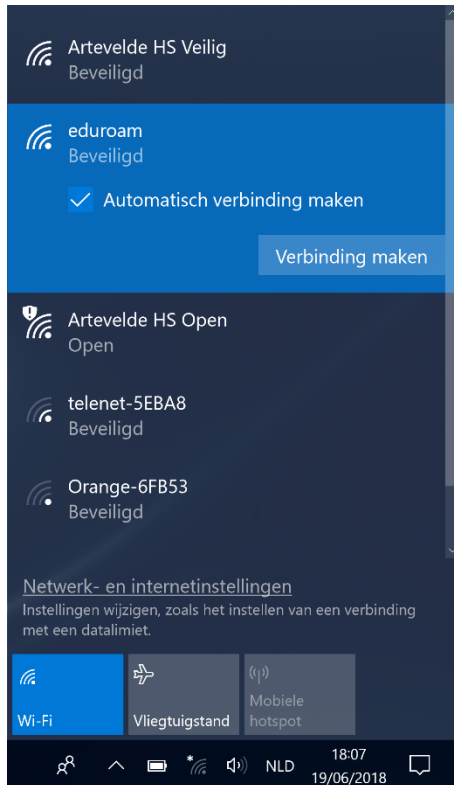 Artevelde HS Veilig
Beveiligd
eduroam
Beveiligd
Automatisch verbinding maken
Verbinding maken
Artevelde HS Open
Open
telenet-5EBA8
Beveiligd
Orange-6FB53
Beveiligd
Netwerk- en internetinstellingen
Instellingen wijzigen, zoals het instellen van een verbinding
met een datalimiet.
Wi-Fi
Vliegtuigstand
Mobiele
hotspot
NLD
18:07
19/06/2018